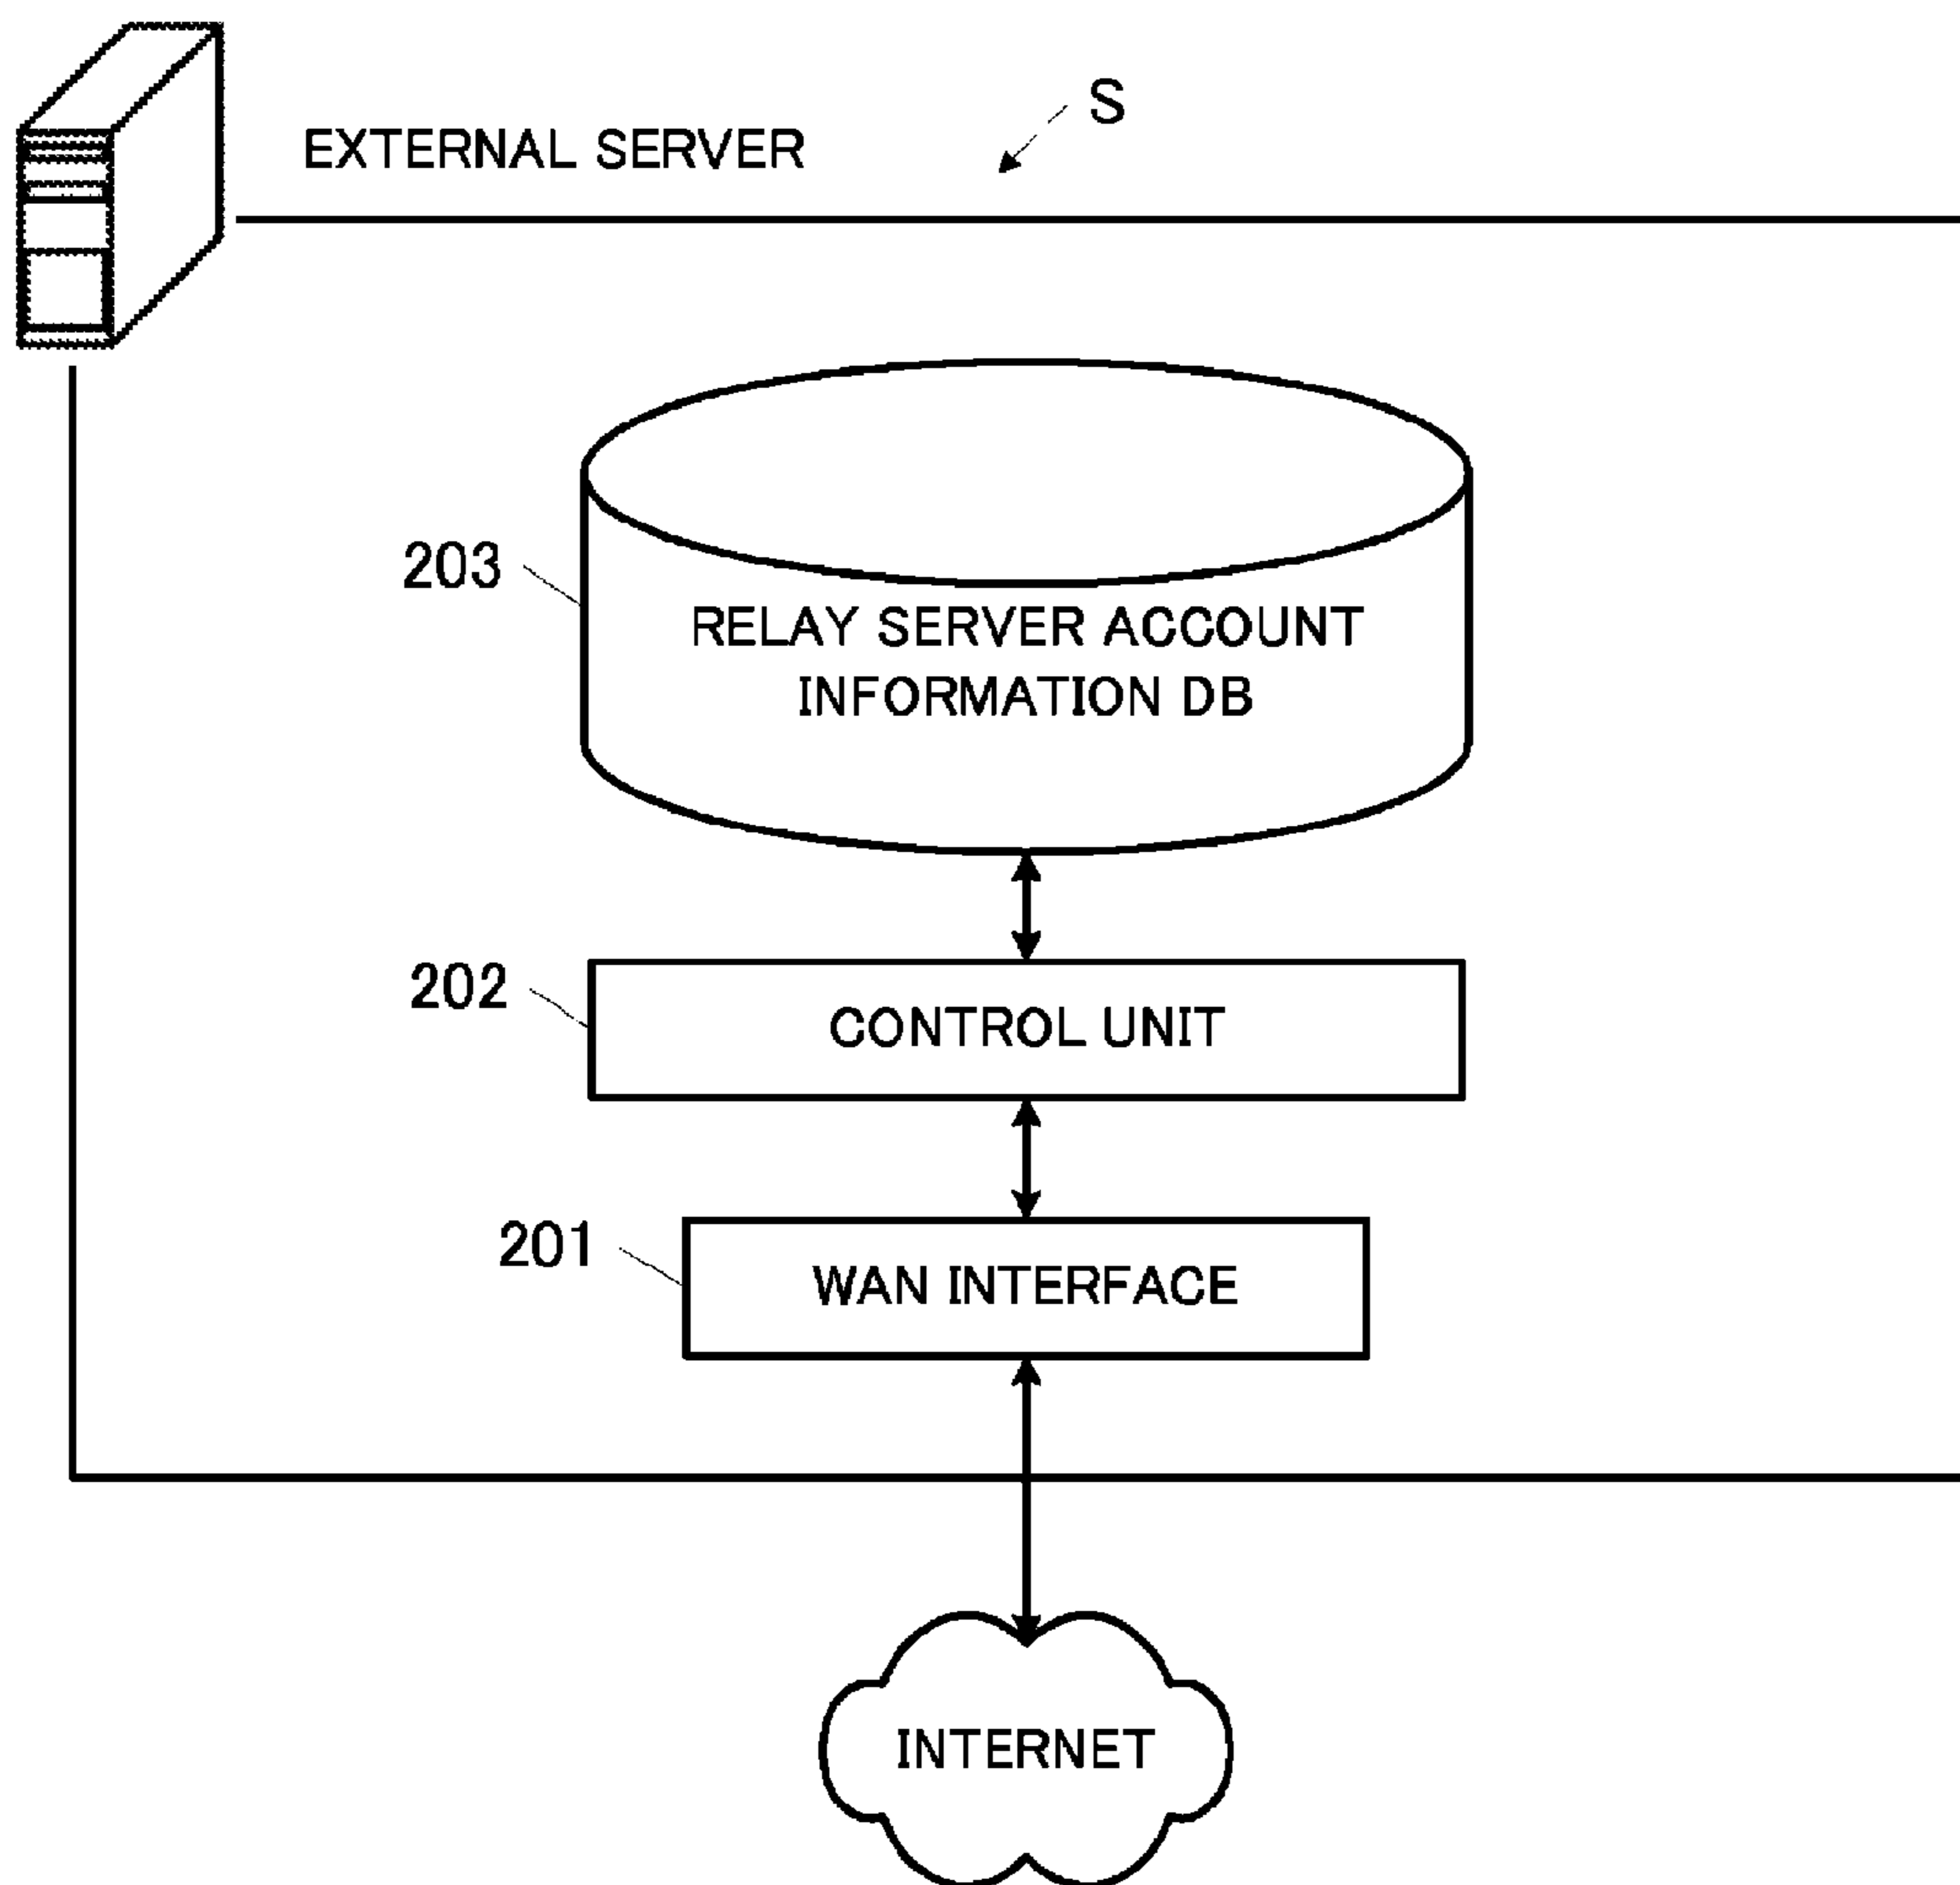 S
EXTERNAL SERVER
203
RELAY SERVER ACCOUNT
INFORMATION DB
202
CONTROL UNIT
201
WAN INTERFACE
INTERNET